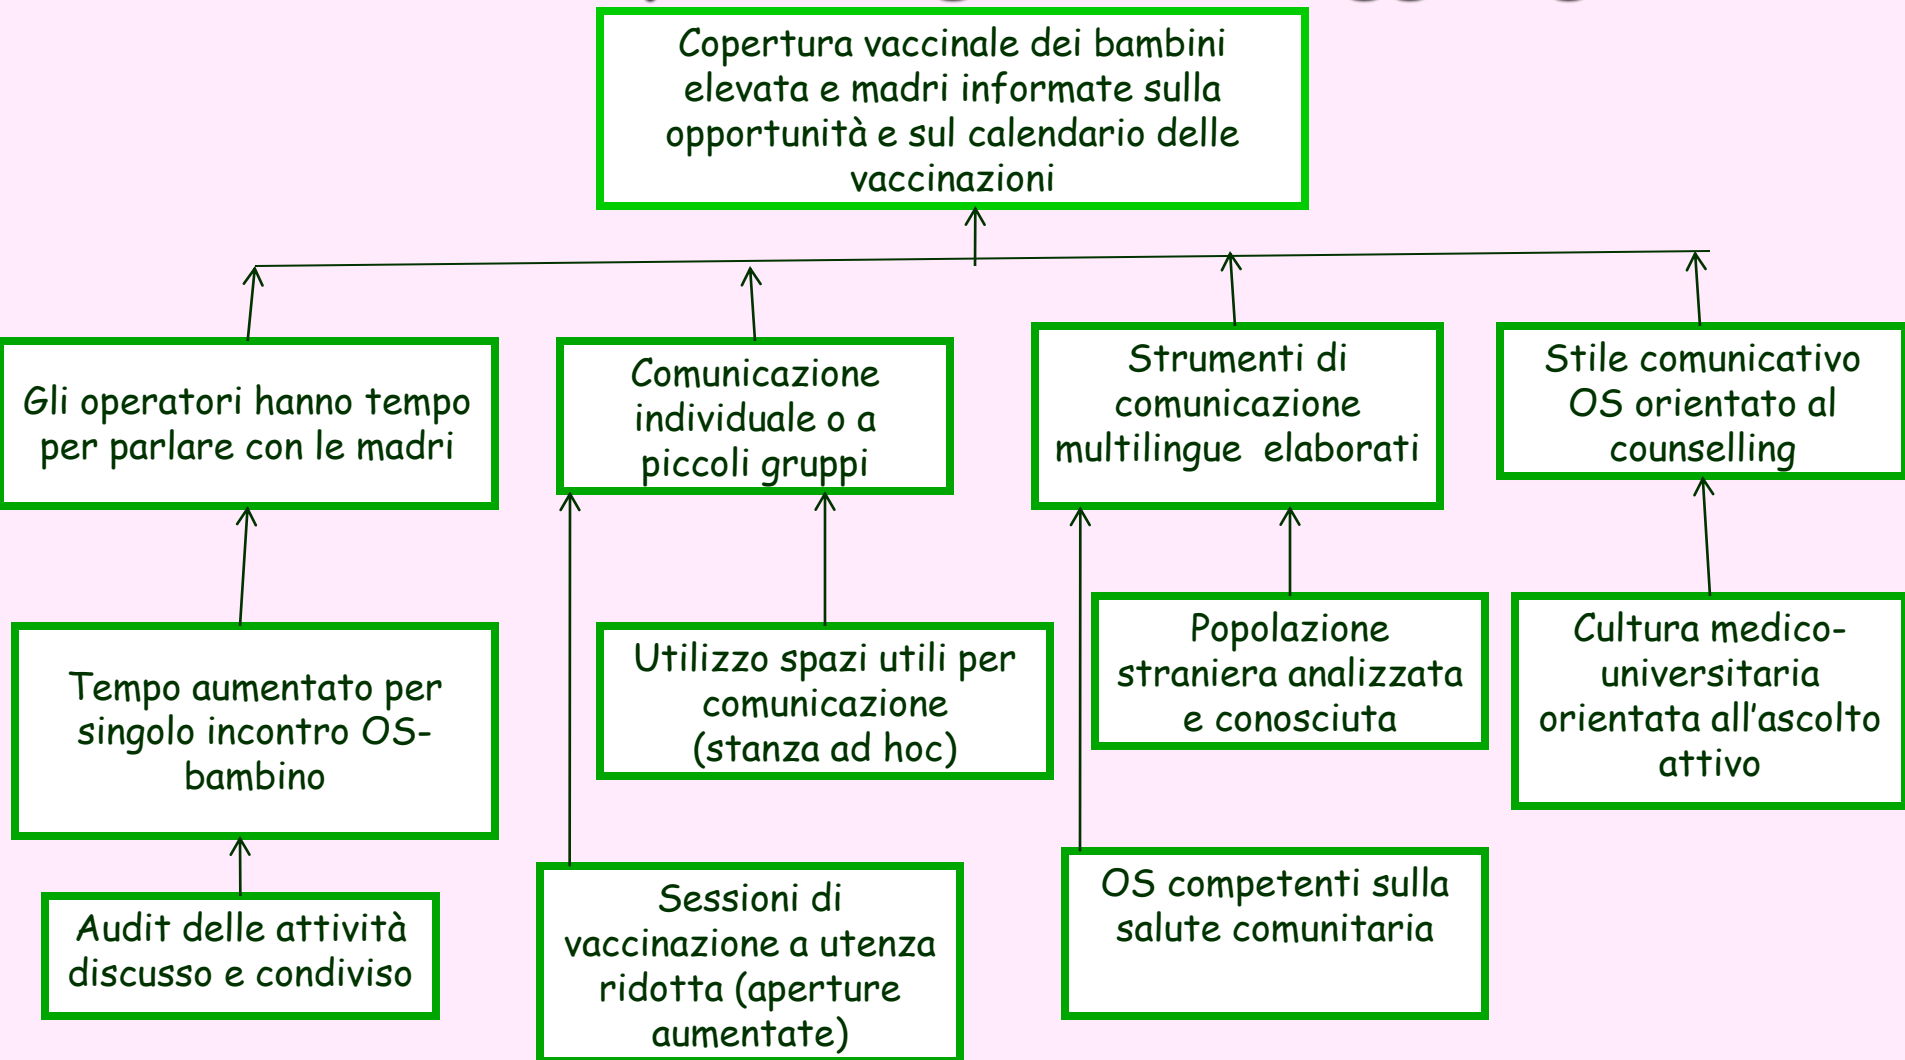 Copertura vaccinale dei bambini
elevata e madri informate sulla
opportunità e sul calendario delle
vaccinazioni
Gli operatori hanno tempo
per parlare con le madri
Comunicazione
individuale o a
piccoli gruppi
Strumenti di
comunicazione
multilingue elaborati
Stile comunicativo
OS orientato al
counselling
Tempo aumentato per
singolo incontro OS-
bambino
Utilizzo spazi utili per
comunicazione
(stanza ad hoc)
Popolazione
straniera analizzata
e conosciuta
Cultura medico-
universitaria
orientata all’ascolto
attivo
Audit delle attività
discusso e condiviso
Sessioni di
vaccinazione a utenza
ridotta (aperture
aumentate)
OS competenti sulla
salute comunitaria